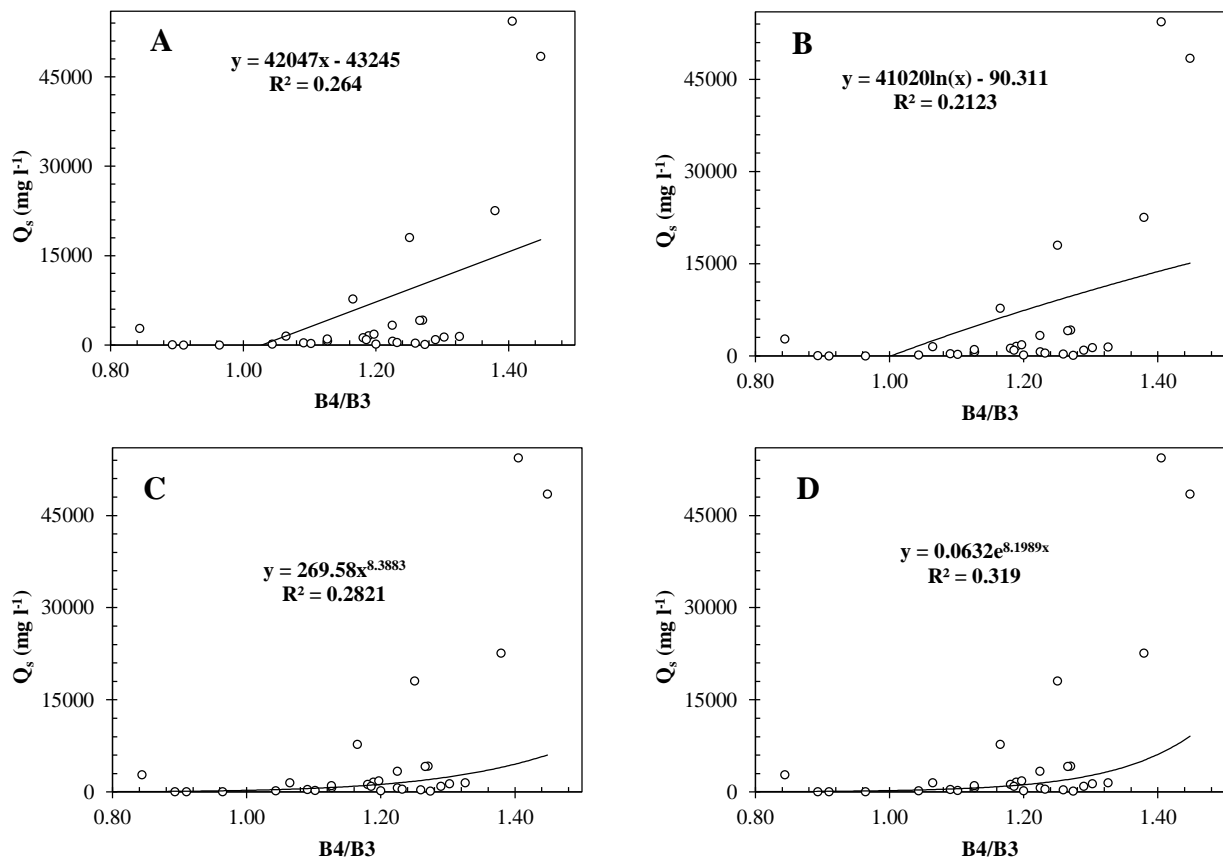 A
y = 42047x - 43245
R² = 0.264
45000
30000
15000
0
Qs (mg l-1)
0.80 1.00 1.20 1.40
B4/B3
B
y = 41020ln(x) - 90.311
R² = 0.2123
45000
30000
15000
0
Qs (mg l-1)
0.80 1.00 1.20 1.40
B4/B3
C
y = 269.58x8.3883
R² = 0.2821
45000
30000
15000
0
Qs (mg l-1)
0.80 1.00 1.20 1.40
B4/B3
D
y = 0.0632e8.1989x
R² = 0.319
45000
30000
15000
0
Qs (mg l-1)
0.80 1.00 1.20 1.40
B4/B3